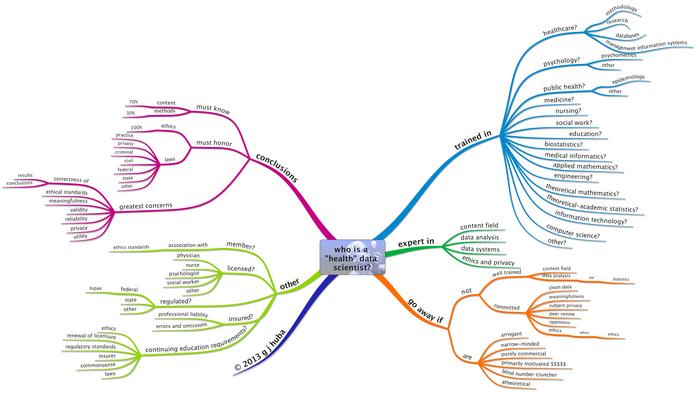 who is a
"health" data
scientist?
trained in
healthcare?
methodology
research
databases
management information systems
psychology?
psychometrics
other
public health?
epidemiology
other
medicine?
nursing?
social work?
education?
biostatistics?
medical informatics?
applied mathematics?
engineering?
theoretical mathematics?
theoretical-academic statistics?
information technology?
computer science?
other?
expert in
content field
data analysis
data systems
ethics and privacy
go away if
not
well trained
content field
data analysis
not
statistics
committed
clean data
meaningfulness
subject privacy
peer review
openness
ethics
ethics
ethics
are
arrogant
narrow-minded
purely commercial
primarily motivated $$$$$
blind number cruncher
atheoretical
conclusions
must know
70%
content
30%
methods
must honor
100%
ethics
laws
practice
privacy
criminal
civil
federal
state
other
greatest concerns
results
conclusions
correctness of
ethical standards
meaningfulness
validity
reliability
privacy
utility
other
member?
association with
ethics standards
licensed?
physician
nurse
psychologist
social worker
other
regulated?
hipaa
federal
state
other
insured?
professional liability
errors and omissions
continuing education requirements?
ethics
renewal of licensure
regulatory standards
insurer
commonsense
laws
© 2013 g j huba